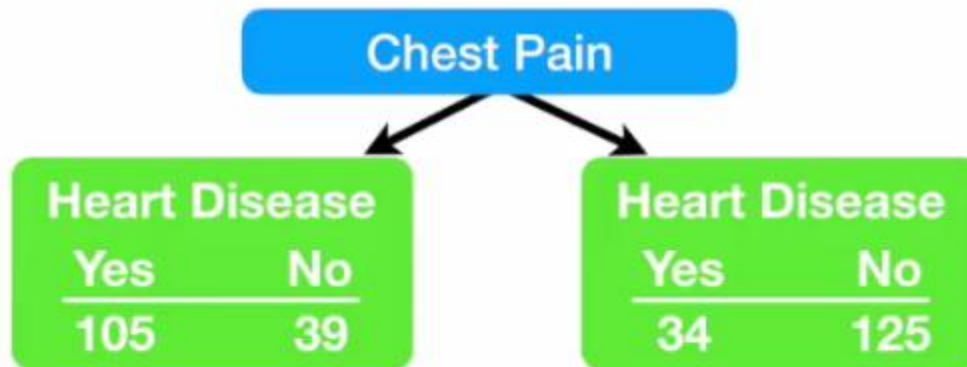 Chest Pain
Heart Disease
Yes No
105 39
Heart Disease
Yes No
34 125